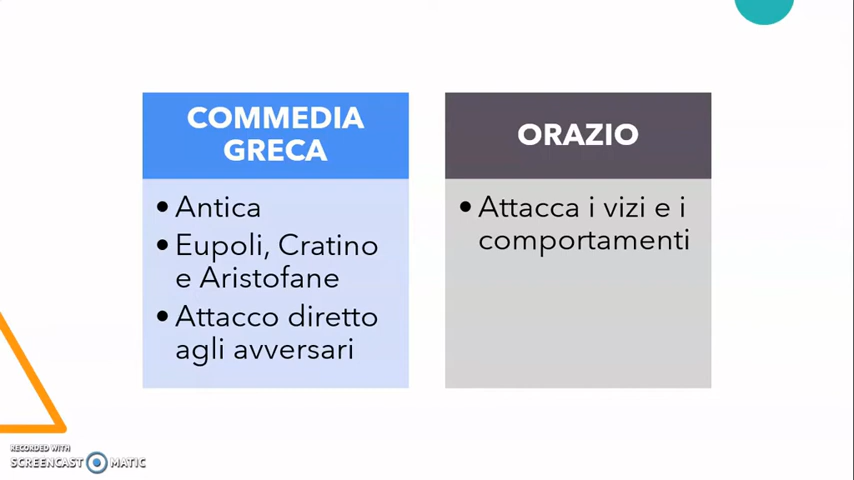 COMMEDIA
GRECA
• Antica
• Eupoli, Cratino
e Aristofane
• Attacco diretto
agli avversari
ORAZIO
• Attacca i vizi e i
comportamenti
RECORDED WITH
SCREENCAST MATIC